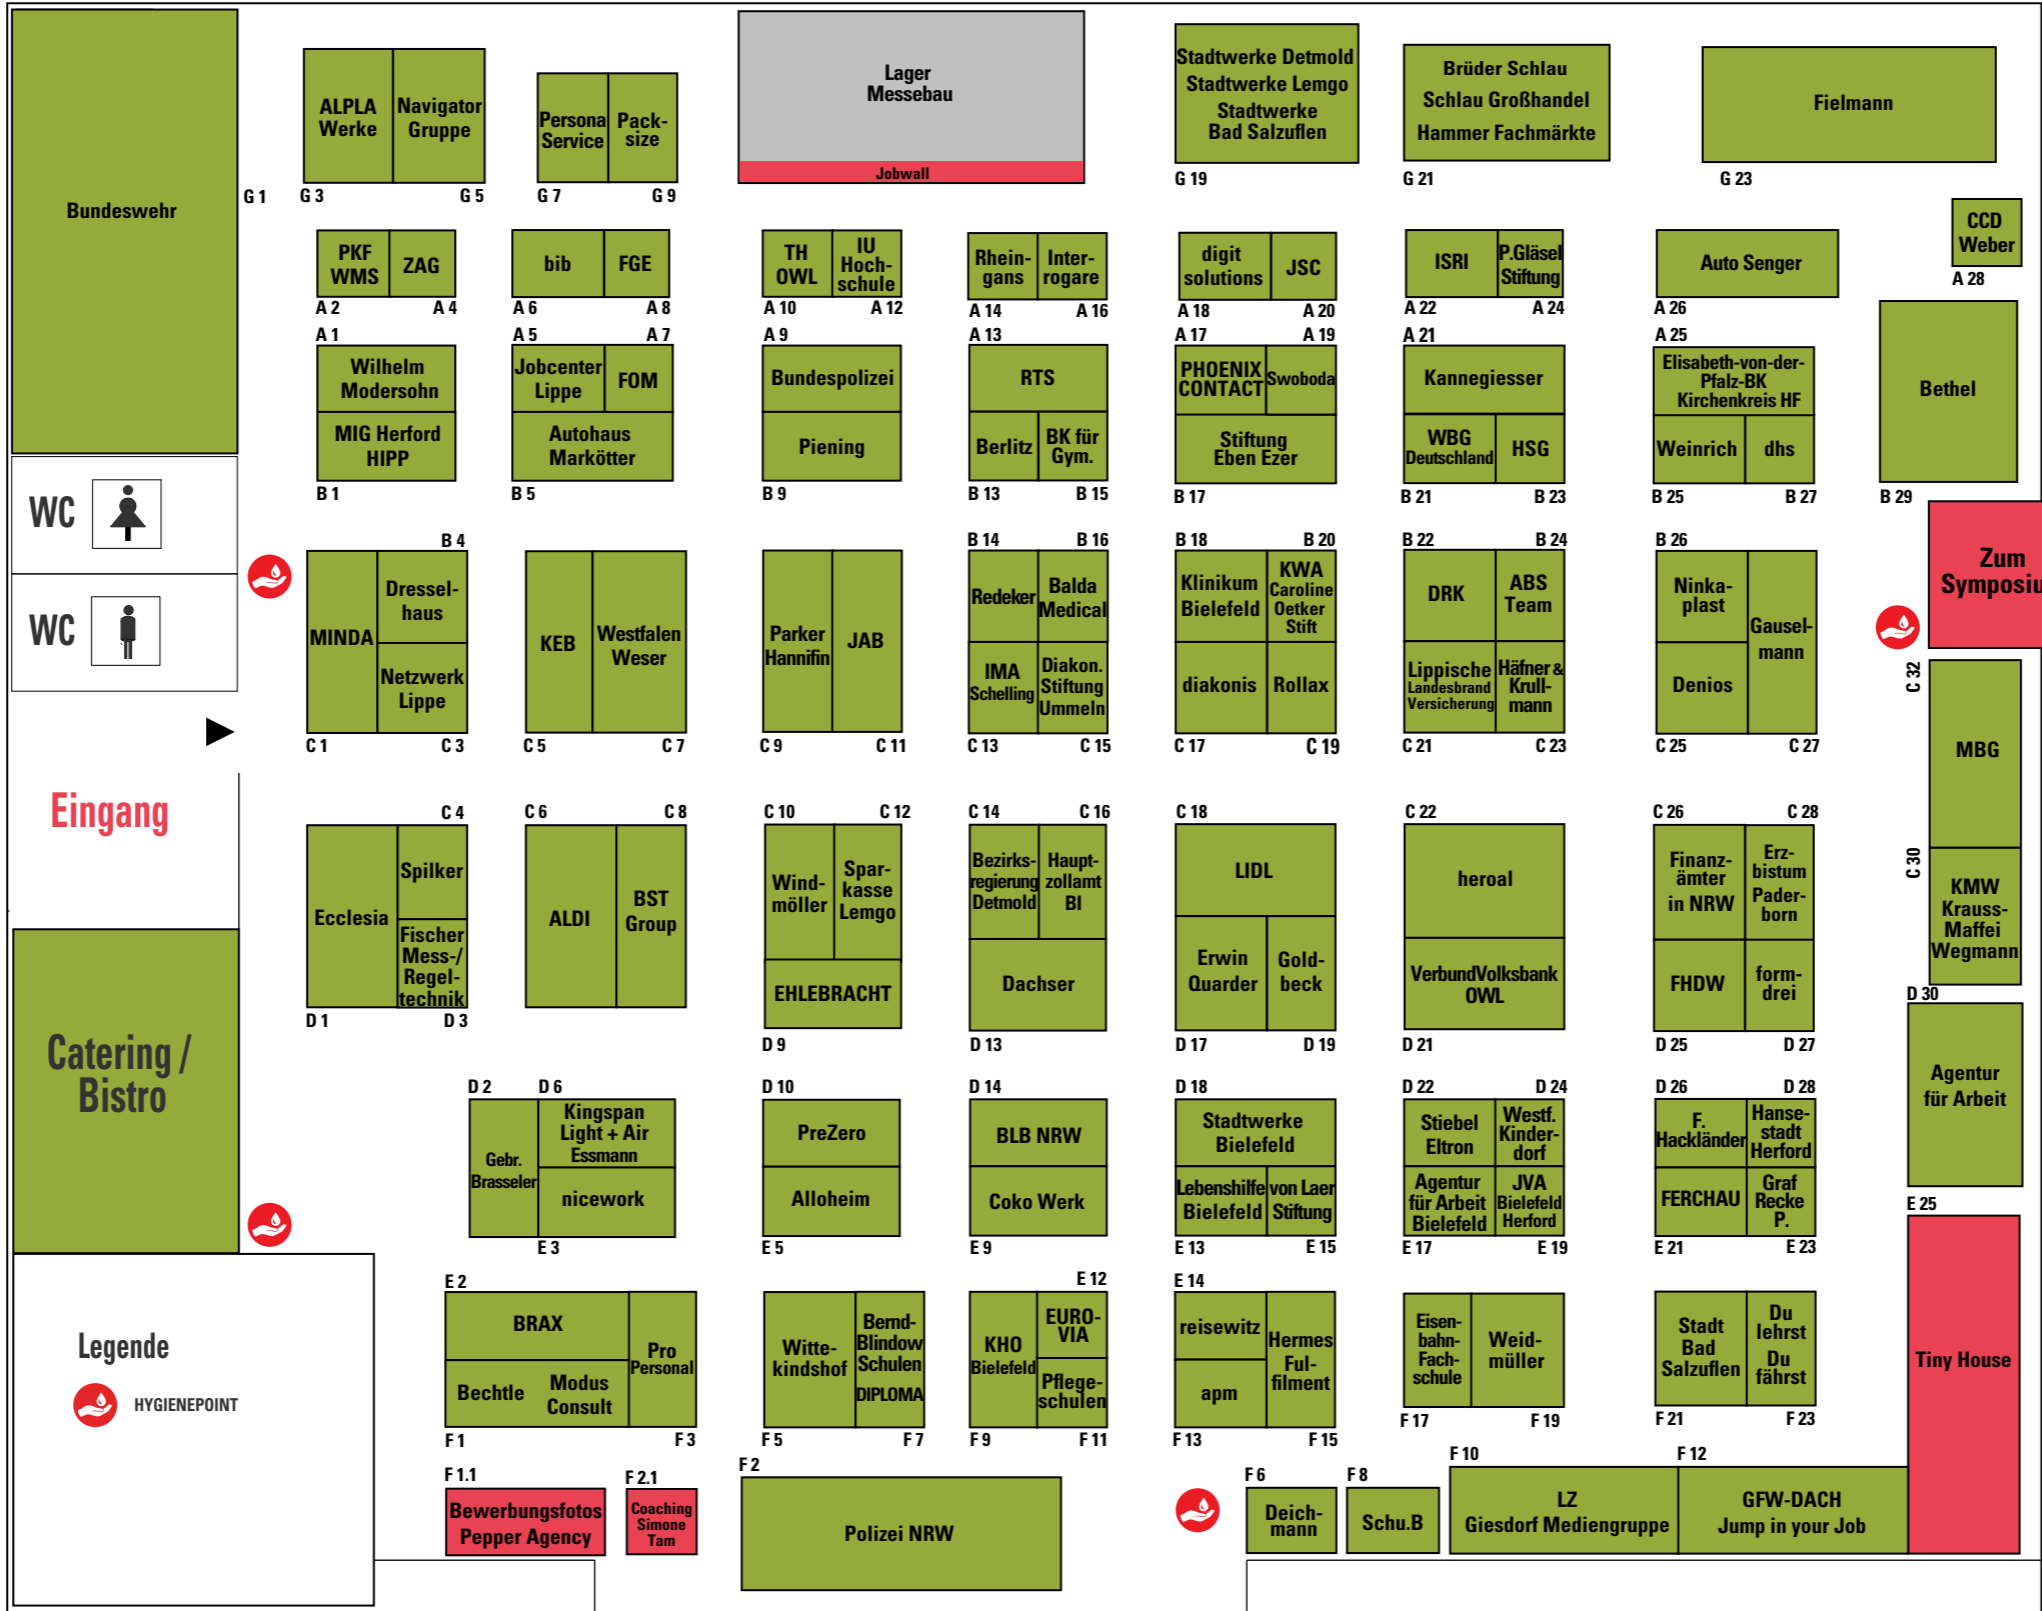 Bundeswehr
G 1
ALPLA
Werke
Navigator
Gruppe
G 3
G 5
Persona
Service
Pack-
size
G 7
G 9
Lager
Messebau
Jobwall
Stadtwerke Detmold
Stadtwerke Lemgo
Stadtwerke
Bad Salzuflen
G 19
Brüder Schlau
Schlau Großhandel
Hammer Fachmärkte
G 21
Fielmann
G 23
PKF
WMS
ZAG
A 2
A 4
bib
FGE
A 6
A 8
TH
OWL
IU
Hoch-
schule
A 10
A 12
Rhein-
gans
Inter-
rogare
A 14
A 16
digit
solutions
JSC
A 18
A 20
ISRI
P.Gläsel
Stiftung
A 22
A 24
Auto Senger
A 26
CCD
Weber
A 28
A 1
Wilhelm
Modersohn
MIG Herford
HIPP
B 1
A 5
A 7
Jobcenter
Lippe
FOM
Autohaus
Markötter
B 5
A 9
Bundespolizei
Piening
B 9
A 13
RTS
Berlitz
BK für
Gym.
B 13
B 15
A 17
A 19
PHOENIX
CONTACT
Swoboda
Stiftung
Eben Ezer
B 17
A 21
Kannegiesser
WBG
Deutschland
HSG
B 21
B 23
A 25
Elisabeth-von-der-
Pfalz-BK
Kirchenkreis HF
Weinrich
dhs
B 25
B 27
Bethel
B 29
WC
WC
B 4
MINDA
Dressel-
haus
Netzwerk
Lippe
C 1
C 3
KEB
Westfalen
Weser
C 5
C 7
Parker
Hannifin
JAB
C 9
C 11
B 14
B 16
Redeker
Balda
Medical
IMA
Schelling
Diakon.
Stiftung
Ummeln
C 13
C 15
B 18
B 20
Klinikum
Bielefeld
KWA
Caroline
Oetker
Stift
diakonis
Rollax
C 17
C 19
B 22
B 24
DRK
ABS
Team
Lippische
Landesbrand
Versicherung
Häfner &
Krull-
mann
C 21
C 23
B 26
Ninka-
plast
Gausel-
mann
Denios
C 25
C 27
Zum
Symposiu
C 32
MBG
C 30
KMW
Krauss-
Maffei
Wegmann
Eingang
C 4
Ecclesia
Spilker
Fischer
Mess-/
Regel-
technik
D 1
D 3
C 6
C 8
ALDI
BST
Group
C 10
C 12
Wind-
möller
Spar-
kasse
Lemgo
EHLEBRACHT
D 9
C 14
C 16
Bezirks-
regierung
Detmold
Haupt-
zollamt
BI
Dachser
D 13
C 18
LIDL
Erwin
Quarder
Gold-
beck
D 17
D 19
C 22
heroal
VerbundVolksbank
OWL
D 21
C 26
C 28
Finanz-
ämter
in NRW
Erz-
bistum
Pader-
born
FHDW
form-
drei
D 25
D 27
D 30
Agentur
für Arbeit
Catering /
Bistro
D 2
D 6
Gebr.
Brasseler
Kingspan
Light + Air
Essmann
nicework
E 3
D 10
PreZero
Alloheim
E 5
D 14
BLB NRW
Coko Werk
E 9
D 18
Stadtwerke
Bielefeld
Lebenshilfe
Bielefeld
von Laer
Stiftung
E 13
E 15
D 22
D 24
Stiebel
Eltron
Westf.
Kinder-
dorf
Agentur
für Arbeit
Bielefeld
JVA
Bielefeld
Herford
E 17
E 19
D 26
D 28
F.
Hackländer
Hanse-
stadt
Herford
FERCHAU
Graf
Recke
P.
E 21
E 23
E 25
Tiny House
Legende
HYGIENEPOINT
E 2
BRAX
Bechtle
Modus
Consult
Pro
Personal
F 1
F 3
Witte-
kindshof
Bernd-
Blindow
Schulen
DIPLOMA
F 5
F 7
E 12
KHO
Bielefeld
EURO-
VIA
Pflege-
schulen
F 9
F 11
E 14
reisewitz
apm
Hermes
Ful-
filment
F 13
F 15
Eisen-
bahn-
Fach-
schule
Weid-
müller
F 17
F 19
Stadt
Bad
Salzuflen
Du
lehrst
Du
fährst
F 21
F 23
F 1.1
Bewerbungsfotos
Pepper Agency
F 2.1
Coaching
Simone
Tam
F 2
Polizei NRW
F 6
Deich-
mann
F 8
Schu.B
F 10
LZ
Giesdorf Mediengruppe
F 12
GFW-DACH
Jump in your Job